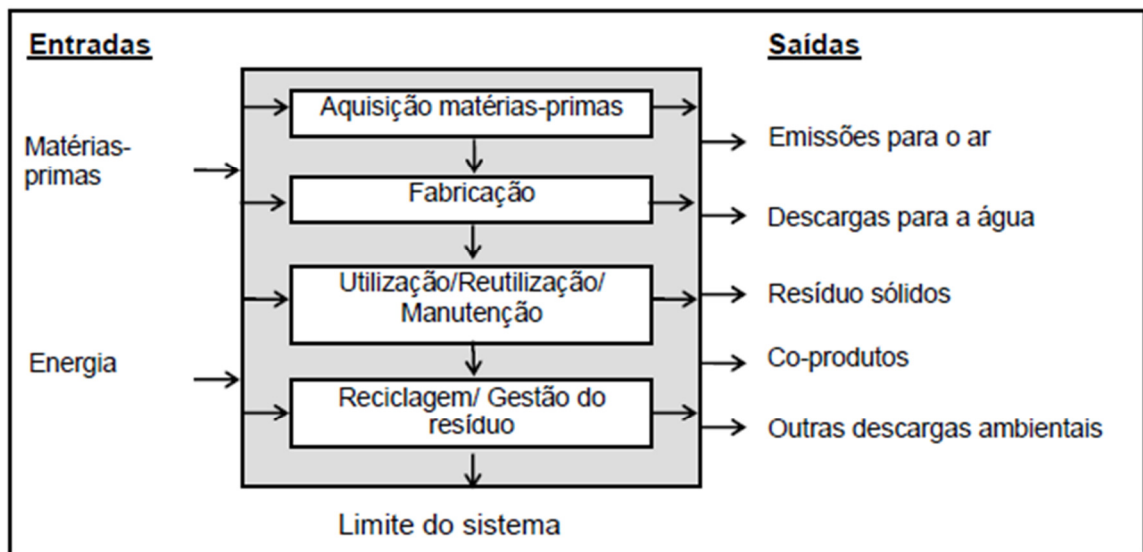 Entradas
Saídas
Aquisição matérias-primas
Matérias-
primas
Emissões para o ar
Fabricação
Descargas para a água
Utilização/Reutilização/
Manutenção
Resíduo sólidos
Energia
Co-produtos
Reciclagem/ Gestão do
resíduo
Outras descargas ambientais
Limite do sistema